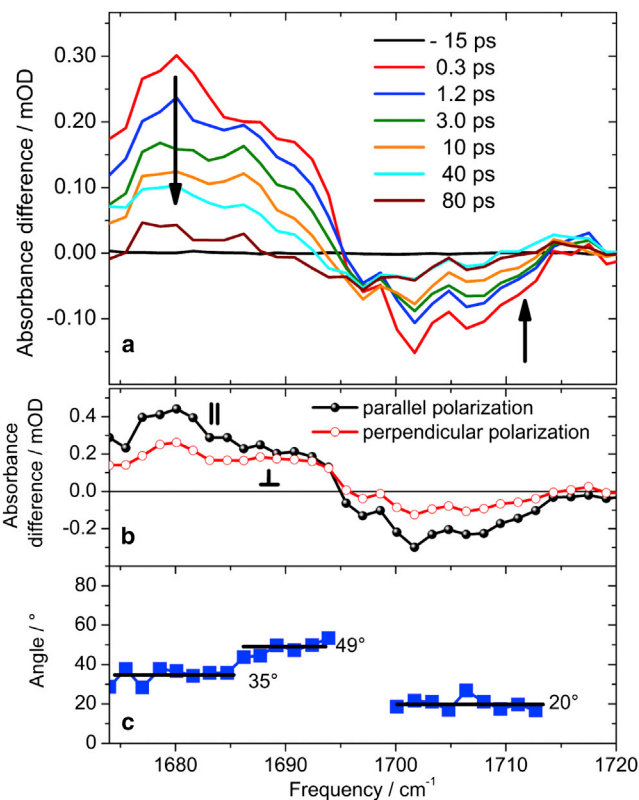 0.30
0.20
0.10
0.00
-0.10
Absorbance difference / mOD
- 15 ps
0.3 ps
1.2 ps
3.0 ps
10 ps
40 ps
80 ps
a
0.4
0.2
0.0
-0.2
Absorbance
difference / mOD
||
⊥
parallel polarization
perpendicular polarization
b
80
60
40
20
0
Angle / °
35°
49°
20°
c
1680 1690 1700 1710 1720
Frequency / cm⁻¹